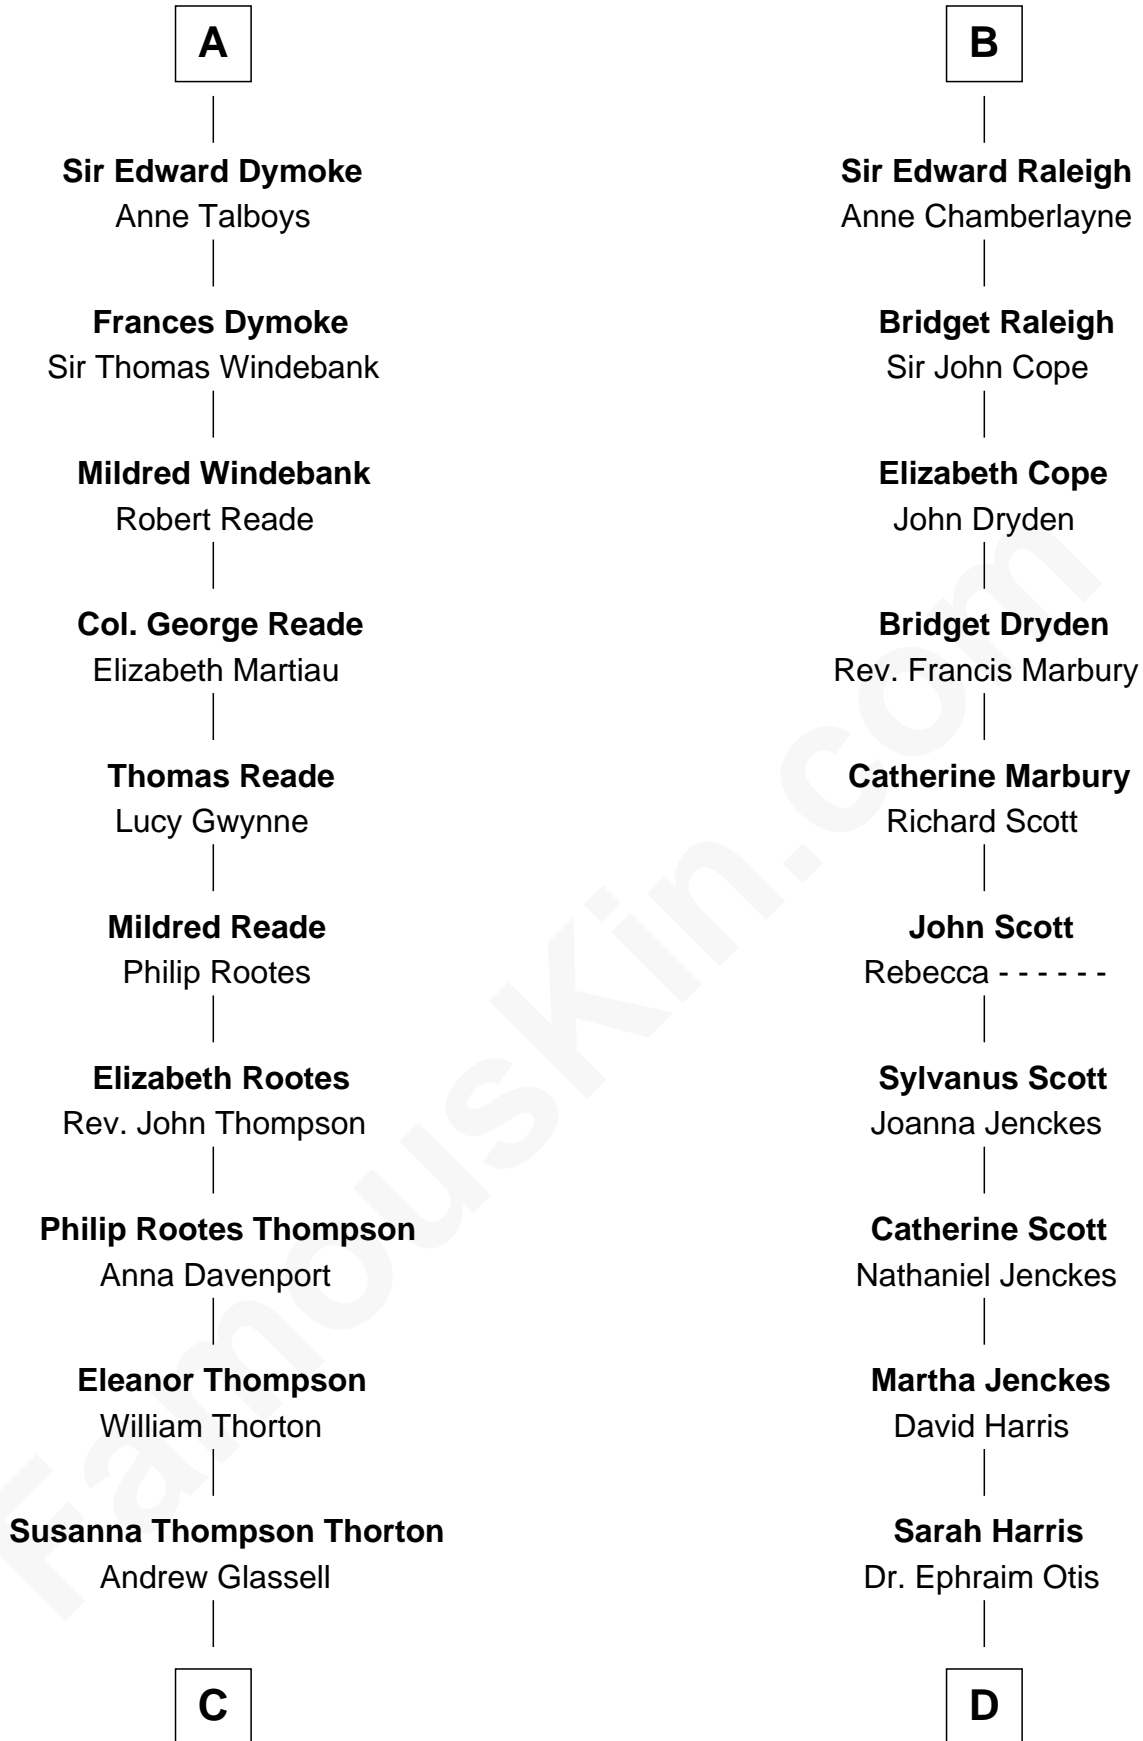 A
Sir Edward Dymoke
Anne Talboys
Frances Dymoke
Sir Thomas Windebank
Mildred Windebank
Robert Reade
Col. George Reade
Elizabeth Martiau
Thomas Reade
Lucy Gwynne
Mildred Reade
Philip Rootes
Elizabeth Rootes
Rev. John Thompson
Philip Rootes Thompson
Anna Davenport
Eleanor Thompson
William Thorton
Susanna Thompson Thorton
Andrew Glassell
C
B
Sir Edward Raleigh
Anne Chamberlayne
Bridget Raleigh
Sir John Cope
Elizabeth Cope
John Dryden
Bridget Dryden
Rev. Francis Marbury
Catherine Marbury
Richard Scott
John Scott
Rebecca - - - - - -
Sylvanus Scott
Joanna Jenckes
Catherine Scott
Nathaniel Jenckes
Martha Jenckes
David Harris
Sarah Harris
Dr. Ephraim Otis
D
FamousKin.com